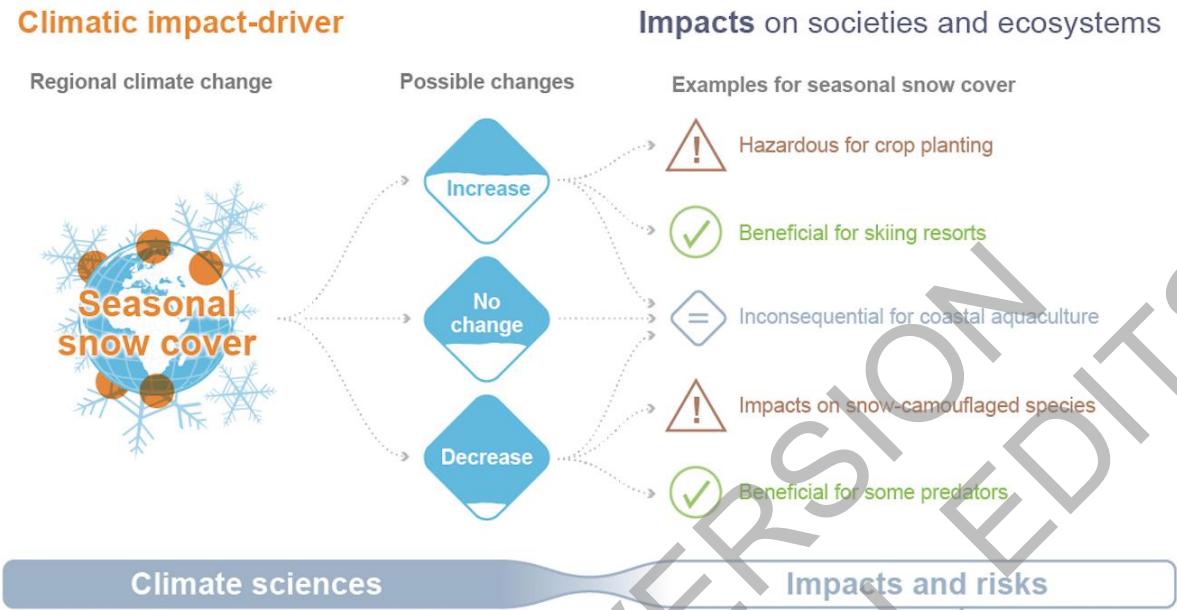 Climatic impact-driver
Impacts on societies and ecosystems
Regional climate change
Possible changes
Examples for seasonal snow cover
Seasonal
snow cover
Increase
No
change
Decrease
Hazardous for crop planting
Beneficial for skiing resorts
=
Inconsequential for coastal aquaculture
Impacts on snow-camouflaged species
Beneficial for some predators
Climate sciences
Impacts and risks
VERSION
EDITS